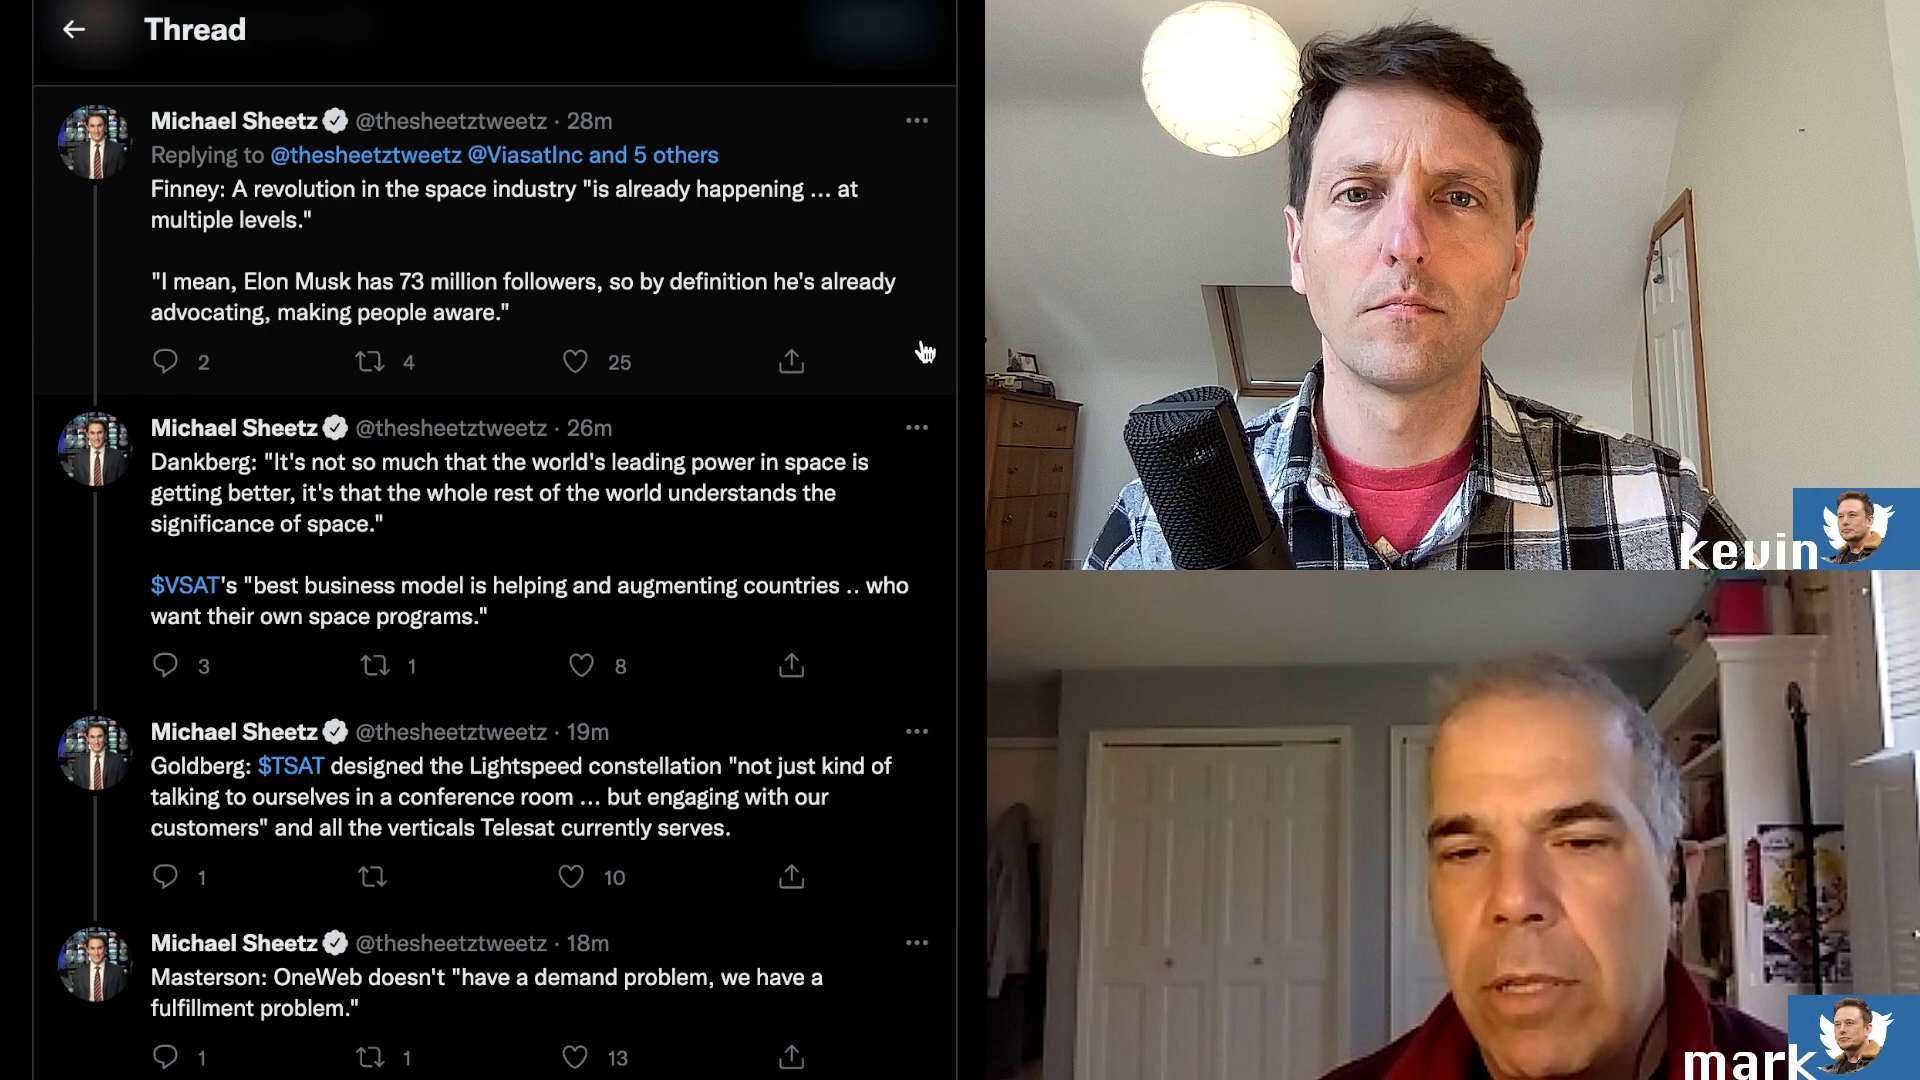 Thread
Michael Sheetz @thesheetztweetz · 28m
Replying to @thesheetztweetz @ViasatInc and 5 others
Finney: A revolution in the space industry "is already happening ... at
multiple levels."
"I mean, Elon Musk has 73 million followers, so by definition he's already
advocating, making people aware."
2 4 25
Michael Sheetz @thesheetztweetz · 26m
Dankberg: "It's not so much that the world's leading power in space is
getting better, it's that the whole rest of the world understands the
significance of space."
$VSAT's "best business model is helping and augmenting countries .. who
want their own space programs."
3 1 8
Michael Sheetz @thesheetztweetz · 19m
Goldberg: $TSAT designed the Lightspeed constellation "not just kind of
talking to ourselves in a conference room ... but engaging with our
customers" and all the verticals Telesat currently serves.
1 10
Michael Sheetz @thesheetztweetz · 18m
Masterson: OneWeb doesn't "have a demand problem, we have a
fulfillment problem."
1 1 13
kevin
mark